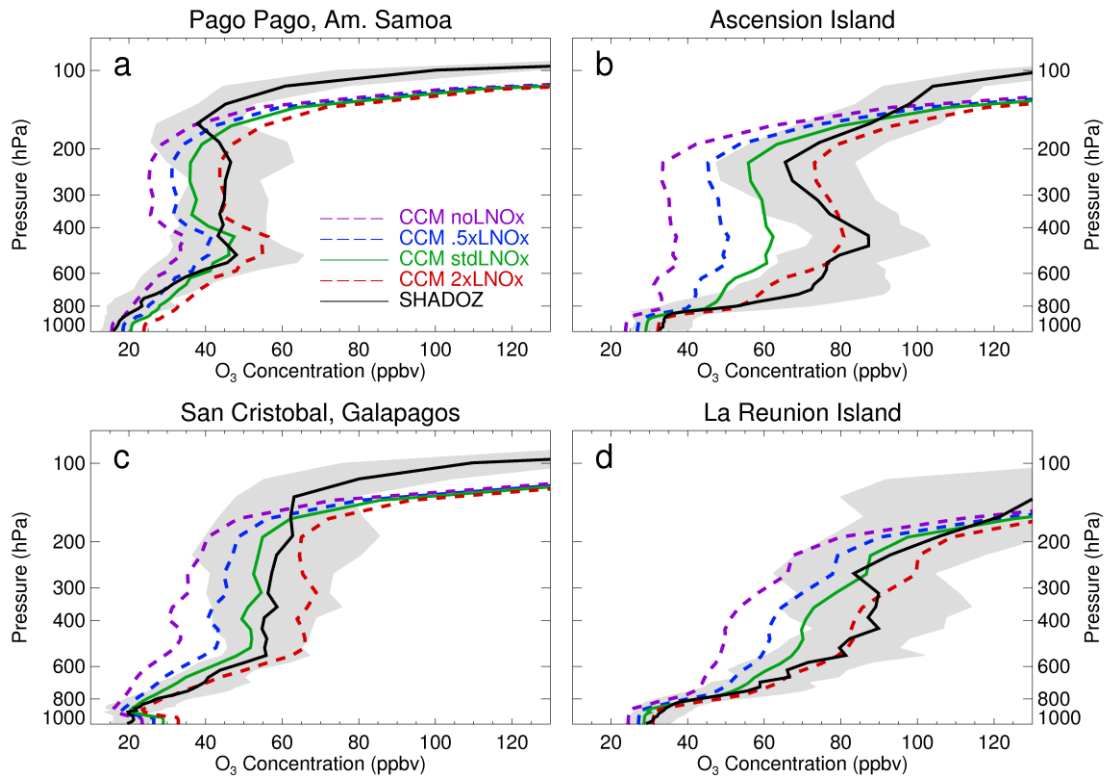 Pago Pago, Am. Samoa
Ascension Island
a
b
100
200
300
400
600
800
1000
Pressure (hPa)
CCM noLNOx
CCM .5xLNOx
CCM stdLNOx
CCM 2xLNOx
SHADOZ
100
200
300
400
600
800
1000
Pressure (hPa)
20 40 60 80 100 120
O3 Concentration (ppbv)
20 40 60 80 100 120
O3 Concentration (ppbv)
San Cristobal, Galapagos
La Reunion Island
c
d
100
200
300
400
600
800
1000
Pressure (hPa)
100
200
300
400
600
800
1000
Pressure (hPa)
20 40 60 80 100 120
O3 Concentration (ppbv)
20 40 60 80 100 120
O3 Concentration (ppbv)